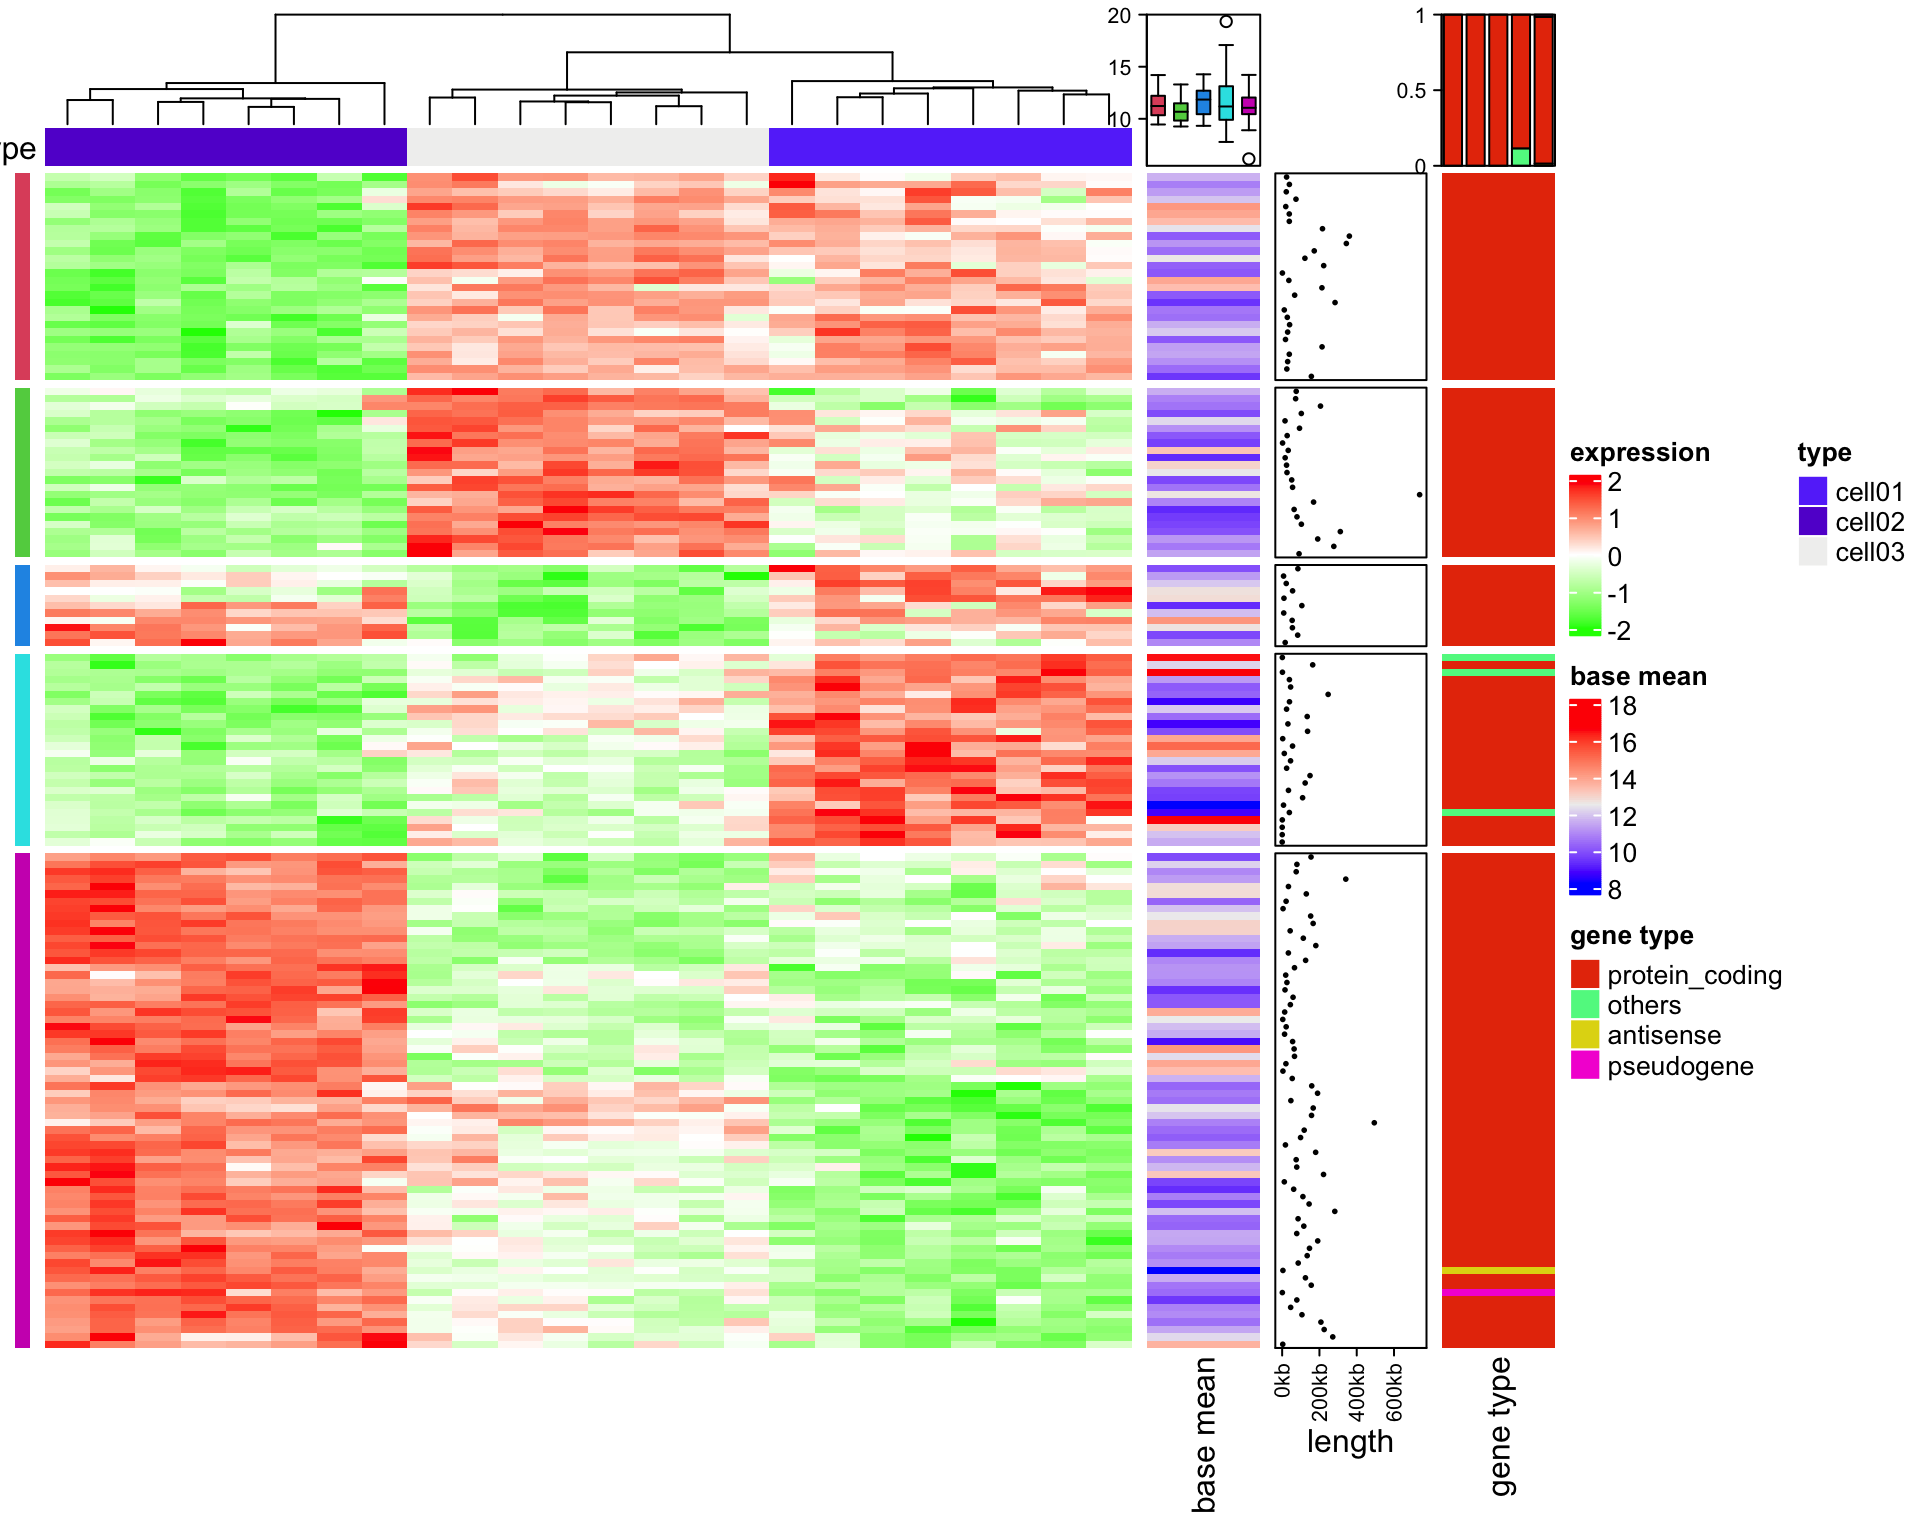 20
15
10
1
0.5
0
ype
expression
2
1
0
-1
-2
type
cell01
cell02
cell03
base mean
18
16
14
12
10
8
gene type
protein_coding
others
antisense
pseudogene
base mean
0kb
200kb
400kb
600kb
length
gene type